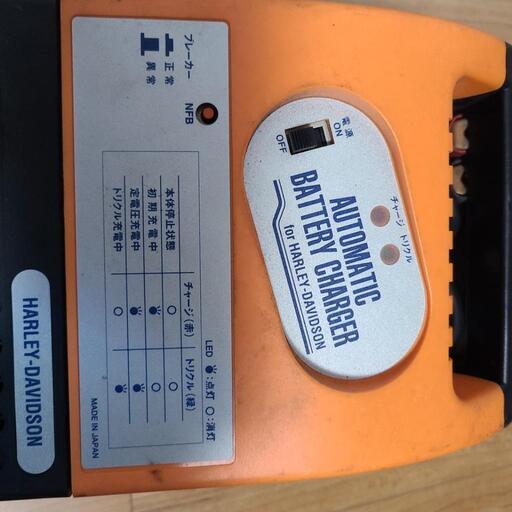 HARLEY-DAVIDSON
ブレーカー NFB
正常
異常
LED ：点灯 ○：消灯
チャージ(赤) トリクル(緑)
本体停止状態 ○ ○
初期充電中 ○
定電圧充電中
トリクル充電中 ○
MADE IN JAPAN
電源
ON
OFF
チャージ トリクル
AUTOMATIC
BATTERY CHARGER
for HARLEY-DAVIDSON